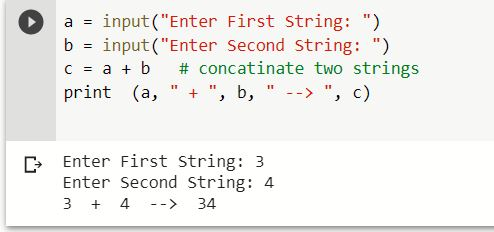 a = input("Enter First String: ")
b = input("Enter Second String: ")
c = a + b   # concatinate two strings
print  (a, " + ", b, " --> ", c)
Enter First String: 3
Enter Second String: 4
3  +  4  -->  34